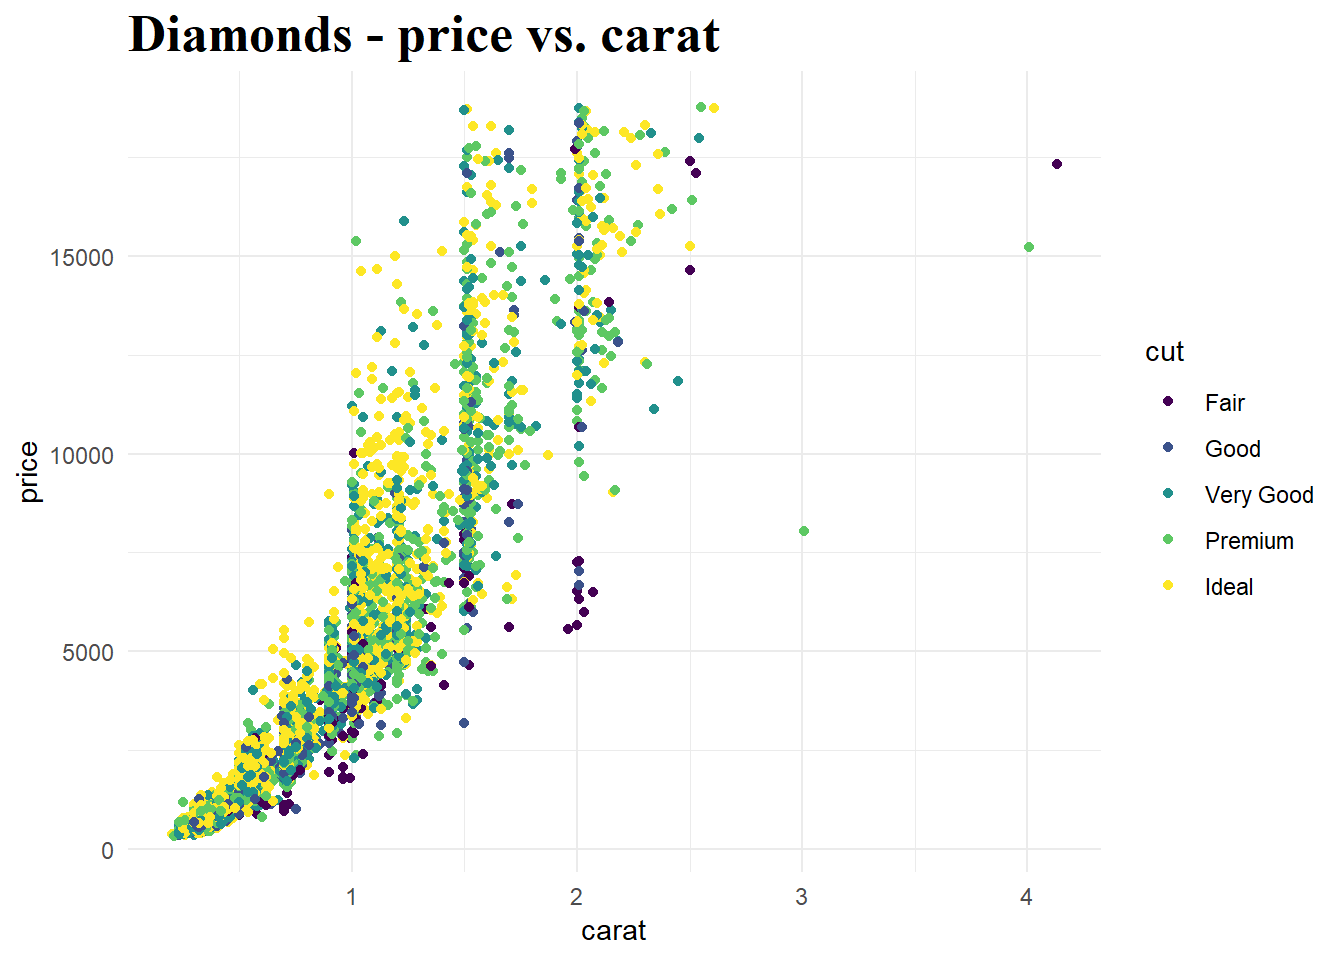 Diamonds - price vs. carat
price
15000
10000
5000
0
1 2 3 4
carat
cut
Fair
Good
Very Good
Premium
Ideal